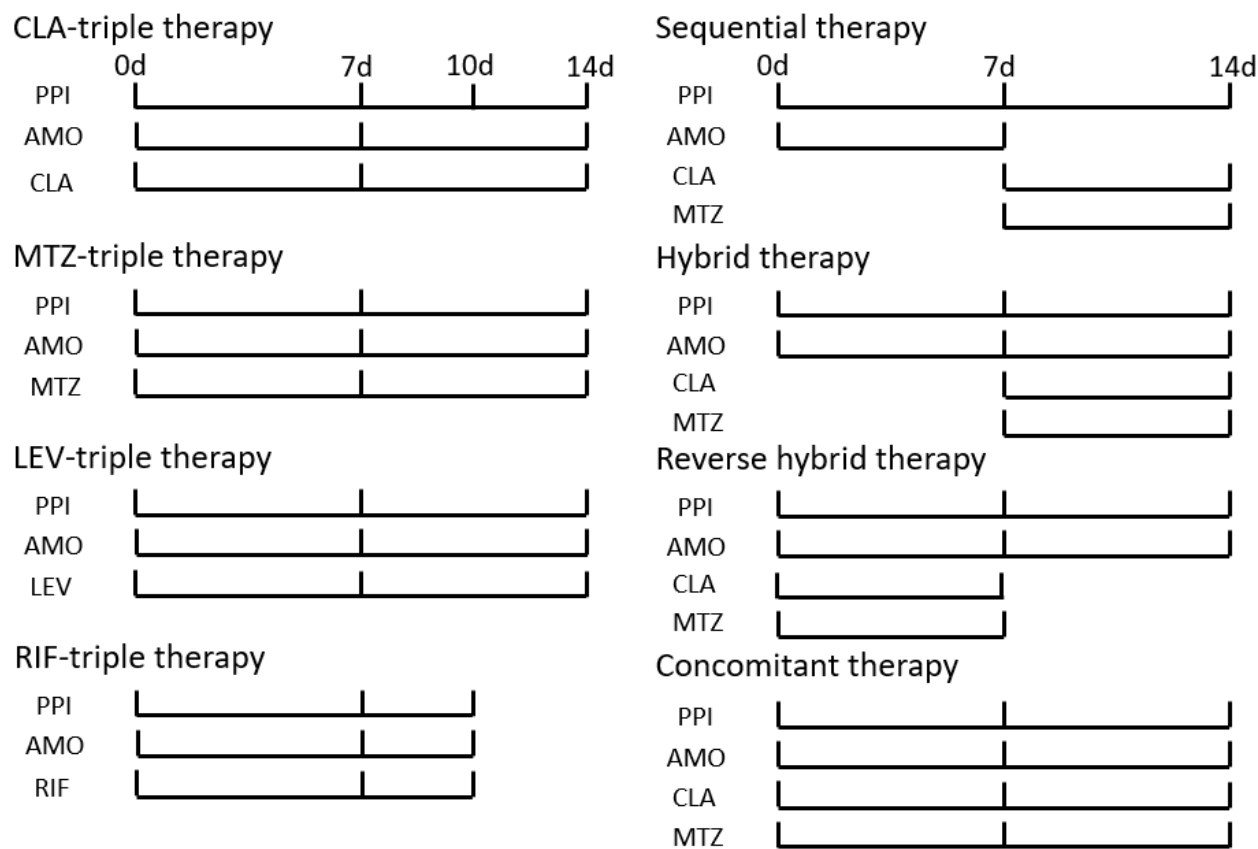 CLA-triple therapy
0d 7d 10d 14d
PPI
AMO
CLA
MTZ-triple therapy
PPI
AMO
MTZ
LEV-triple therapy
PPI
AMO
LEV
RIF-triple therapy
PPI
AMO
RIF
Sequential therapy
0d 7d 14d
PPI
AMO
CLA
MTZ
Hybrid therapy
PPI
AMO
CLA
MTZ
Reverse hybrid therapy
PPI
AMO
CLA
MTZ
Concomitant therapy
PPI
AMO
CLA
MTZ